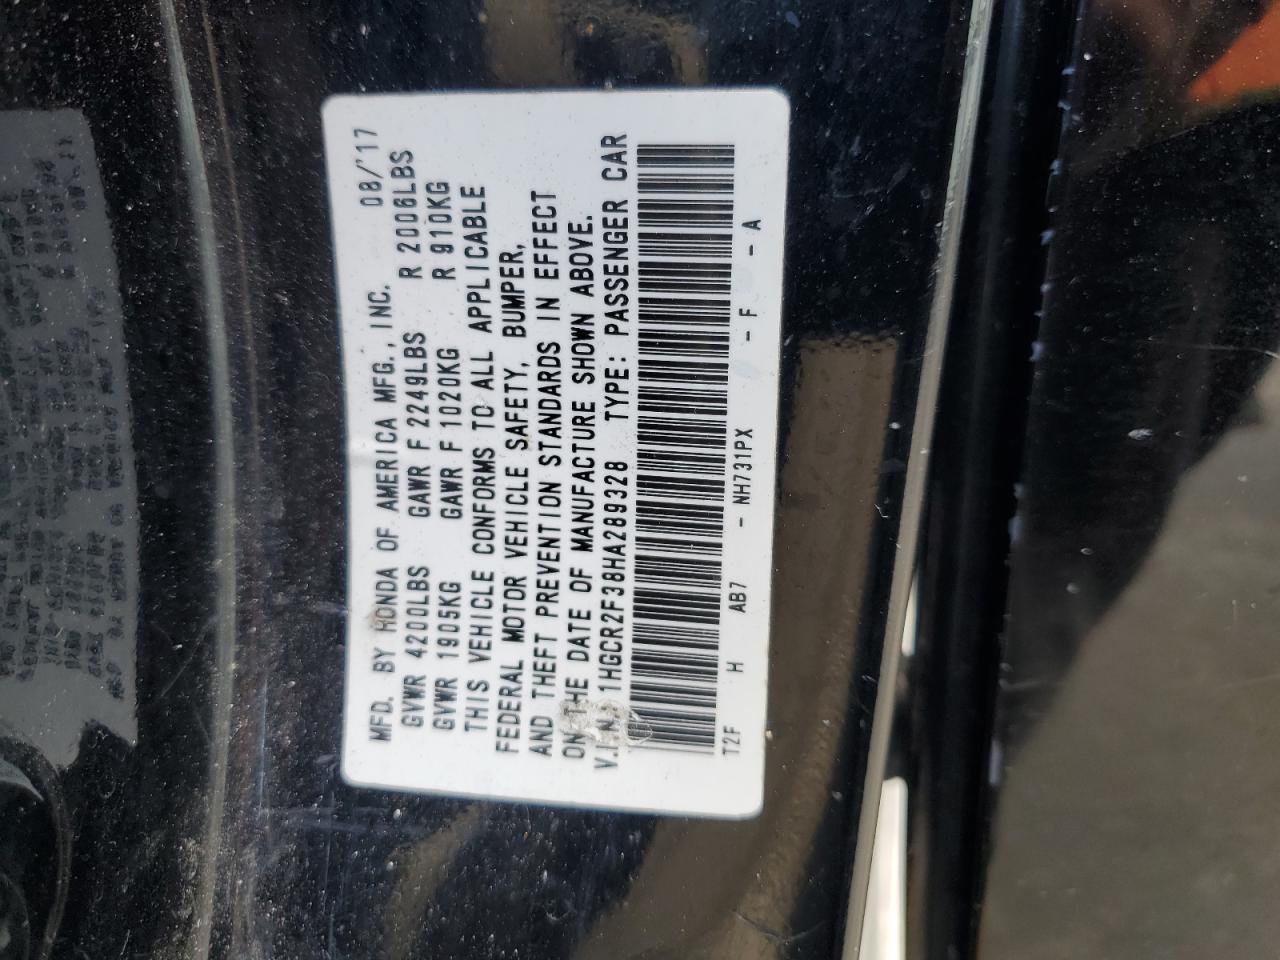 MFD. BY HONDA OF AMERICA MFG., INC. 08/'17
GVWR 4200LBS GAWR F 2249LBS R 2006LBS
GVWR 1905KG GAWR F 1020KG R 910KG
THIS VEHICLE CONFORMS TO ALL APPLICABLE
FEDERAL MOTOR VEHICLE SAFETY, BUMPER,
AND THEFT PREVENTION STANDARDS IN EFFECT
ON THE DATE OF MANUFACTURE SHOWN ABOVE.
V.I.N. 1HGCR2F38HA289328 TYPE: PASSENGER CAR
T2F H AB7 - NH731PX - F - A